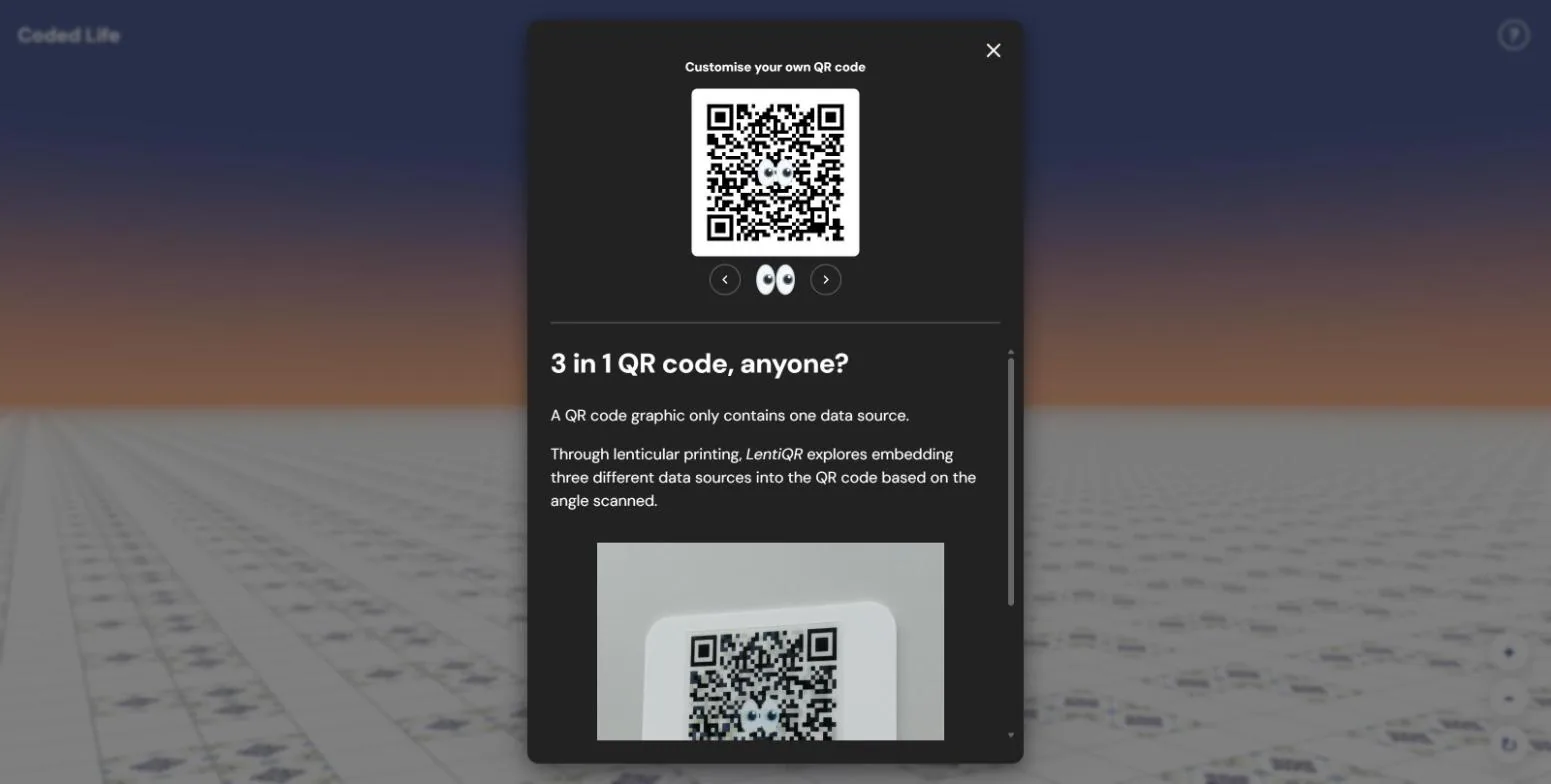 Coded Life
?
Customise your own QR code
3 in 1 QR code, anyone?
A QR code graphic only contains one data source.
Through lenticular printing, LentiQR explores embedding
three different data sources into the QR code based on the
angle scanned.